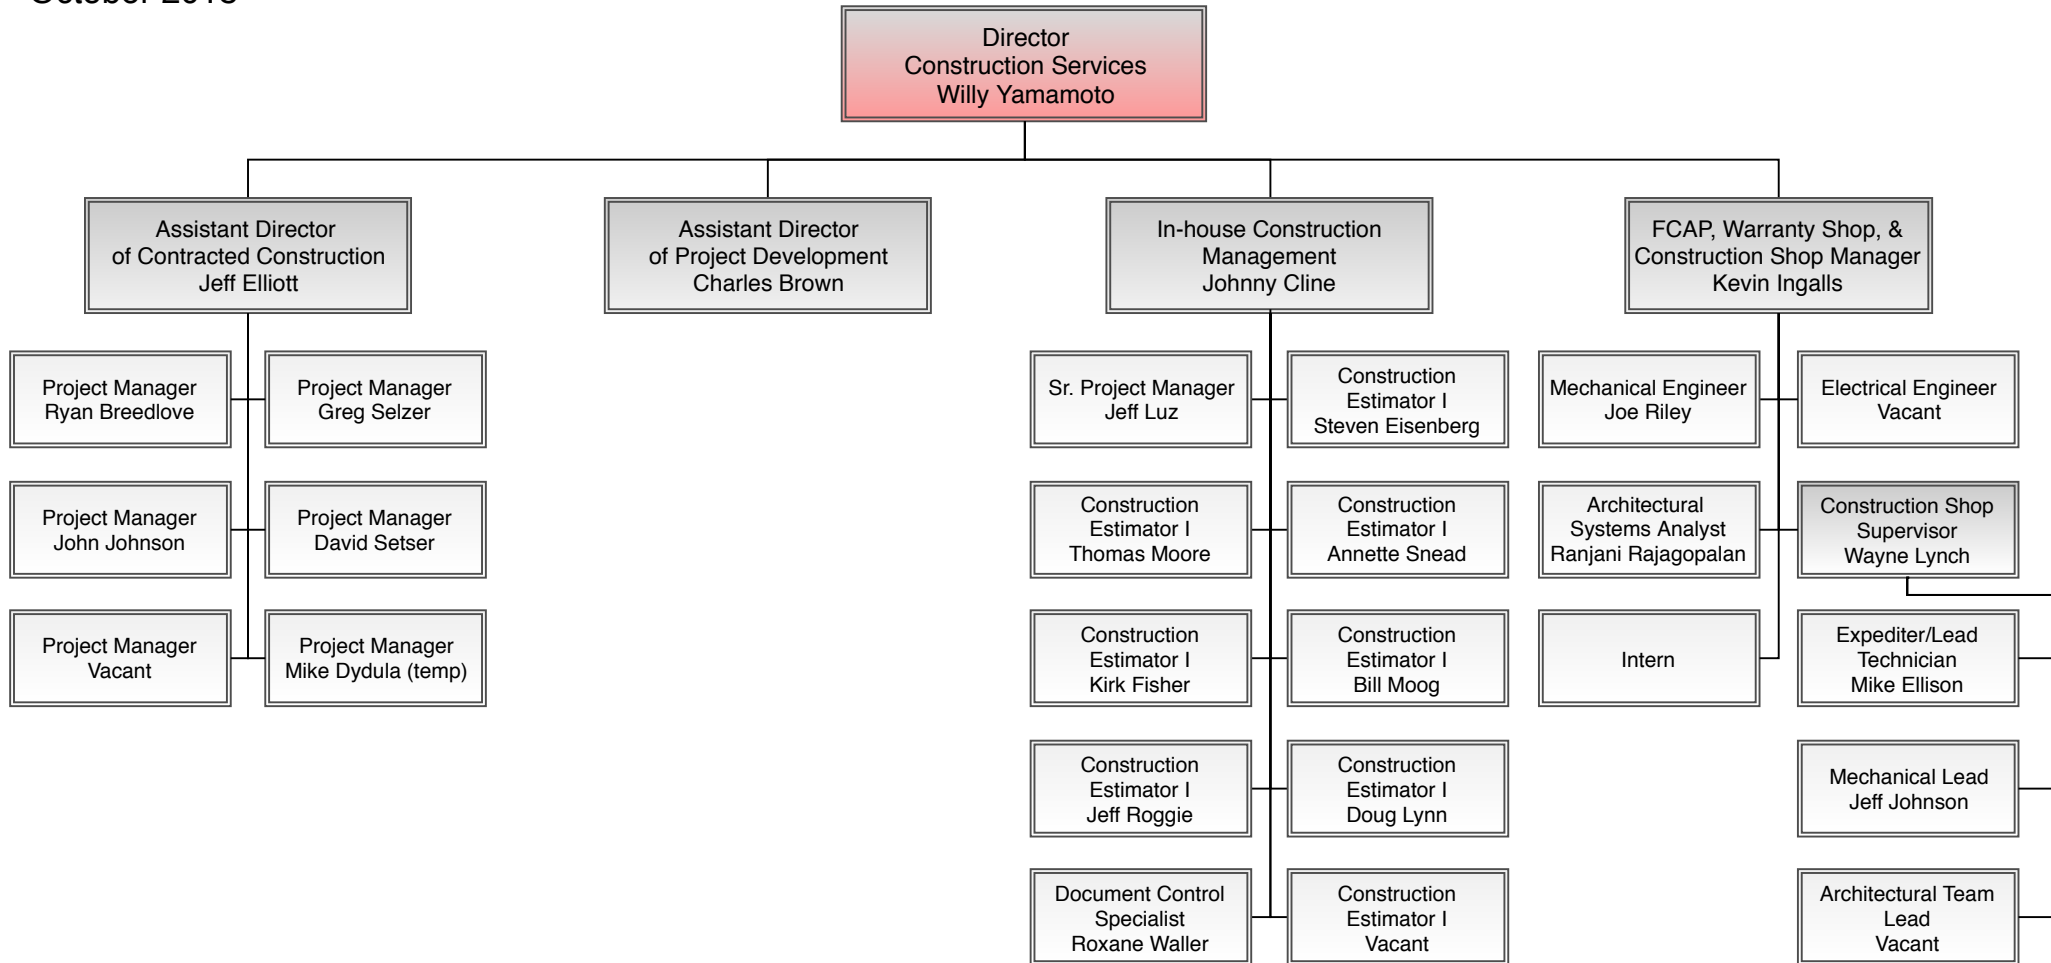 October
Director
Construction Services
Willy Yamamoto
Assistant Director
of Contracted Construction
Jeff Elliott
Assistant Director
of Project Development
Charles Brown
In-house Construction
Management
Johnny Cline
FCAP, Warranty Shop, &
Construction Shop Manager
Kevin Ingalls
Project Manager
Ryan Breedlove
Project Manager
Greg Selzer
Sr. Project Manager
Jeff Luz
Construction
Estimator I
Steven Eisenberg
Mechanical Engineer
Joe Riley
Electrical Engineer
Vacant
Project Manager
John Johnson
Project Manager
David Setser
Construction
Estimator I
Thomas Moore
Construction
Estimator I
Annette Snead
Architectural
Systems Analyst
Ranjani Rajagopalan
Construction Shop
Supervisor
Wayne Lynch
Project Manager
Vacant
Project Manager
Mike Dydula (temp)
Construction
Estimator I
Kirk Fisher
Construction
Estimator I
Bill Moog
Intern
Expediter/Lead
Technician
Mike Ellison
Construction
Estimator I
Jeff Roggie
Construction
Estimator I
Doug Lynn
Mechanical Lead
Jeff Johnson
Document Control
Specialist
Roxane Waller
Construction
Estimator I
Vacant
Architectural Team
Lead
Vacant